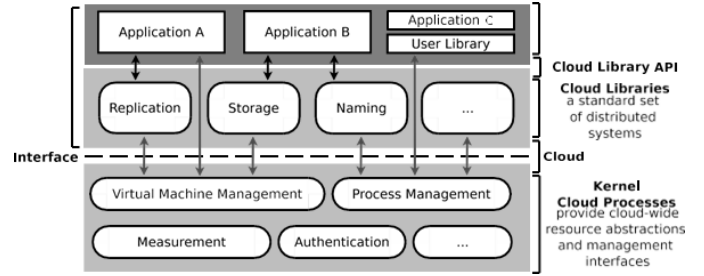 Application A
Application B
Application C
User Library
Cloud Library API
Replication
Storage
Naming
...
Cloud Libraries
a standard set
of distributed
systems
Interface
Cloud
Virtual Machine Management
Process Management
Kernel
Cloud Processes
provide cloud-wide
resource abstractions
and management
interfaces
Measurement
Authentication
...